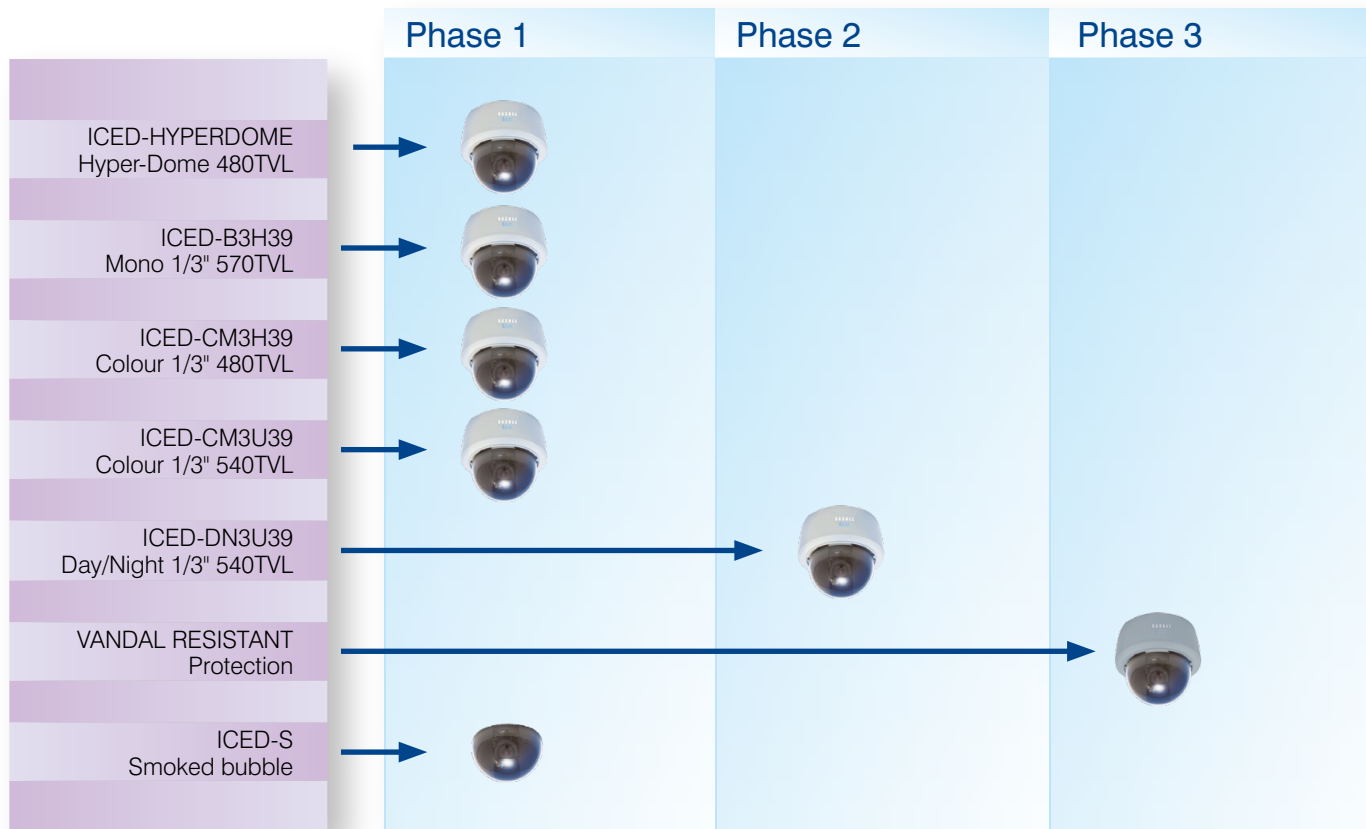 Phase 1
Phase 2
Phase 3
ICED-HYPERDOME
Hyper-Dome 480TVL
ICED-B3H39
Mono 1/3" 570TVL
ICED-CM3H39
Colour 1/3" 480TVL
ICED-CM3U39
Colour 1/3" 540TVL
ICED-DN3U39
Day/Night 1/3" 540TVL
VANDAL RESISTANT
Protection
ICED-S
Smoked bubble